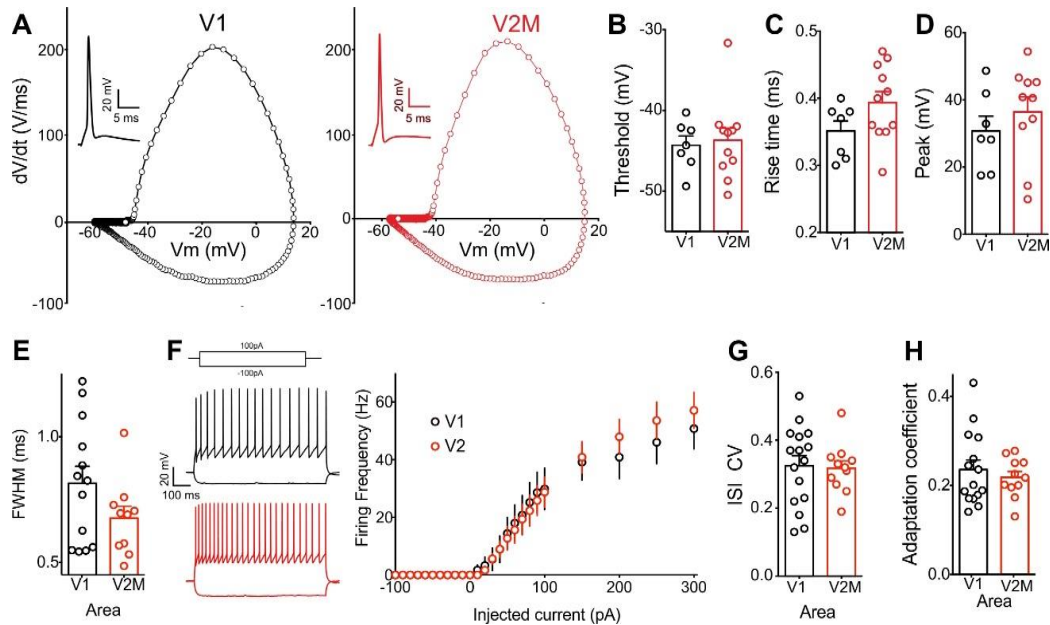 A
V1
V2M
dV/dt (V/ms)
200
100
0
-100
-60
-40
-20
0
20
Vm (mV)
20 mV
5 ms
200
100
0
-100
-60
-40
-20
0
20
Vm (mV)
20 mV
5 ms
B
Threshold (mV)
-30
-40
-50
V1
V2M
C
Rise time (ms)
0.5
0.4
0.3
0.2
V1
V2M
D
Peak (mV)
60
40
20
0
V1
V2M
E
FWHM (ms)
1.0
0.5
V1
V2M
Area
F
100pA
-100pA
20 mV
100 ms
Firing Frequency (Hz)
60
40
20
0
V1
V2
-100
0
100
200
300
Injected current (pA)
G
ISI CV
0.6
0.4
0.2
0.0
V1
V2M
Area
H
Adaptation coefficient
0.4
0.2
0.0
V1
V2M
Area